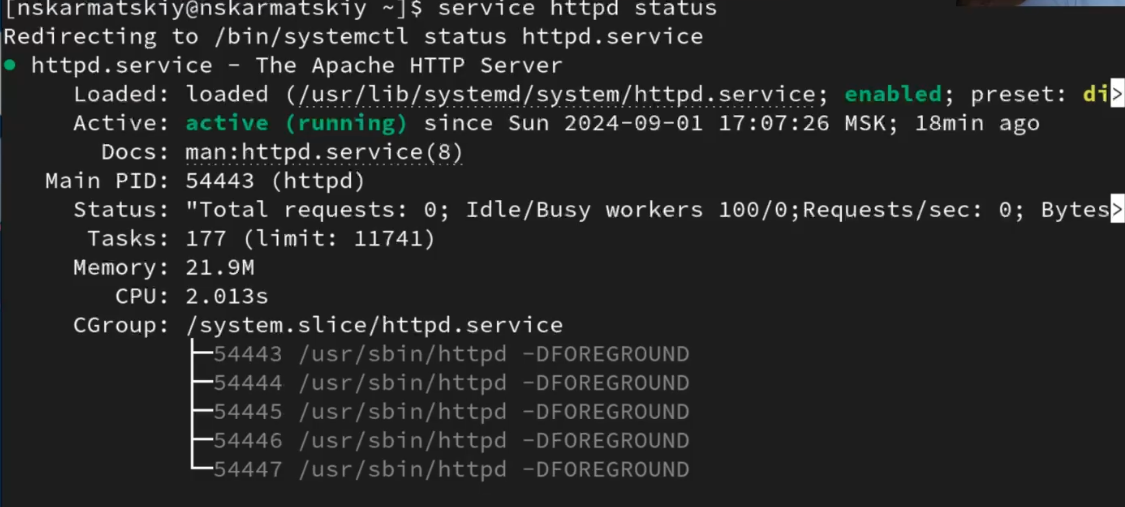 [nskarmatskiy@nskarmatskiy ~]$ service httpd status
Redirecting to /bin/systemctl status httpd.service
● httpd.service - The Apache HTTP Server
Loaded: loaded (/usr/lib/systemd/system/httpd.service; enabled; preset: di>
Active: active (running) since Sun 2024-09-01 17:07:26 MSK; 18min ago
Docs: man:httpd.service(8)
Main PID: 54443 (httpd)
Status: "Total requests: 0; Idle/Busy workers 100/0;Requests/sec: 0; Bytes>
Tasks: 177 (limit: 11741)
Memory: 21.9M
CPU: 2.013s
CGroup: /system.slice/httpd.service
├─54443 /usr/sbin/httpd -DFOREGROUND
├─54444 /usr/sbin/httpd -DFOREGROUND
├─54445 /usr/sbin/httpd -DFOREGROUND
├─54446 /usr/sbin/httpd -DFOREGROUND
└─54447 /usr/sbin/httpd -DFOREGROUND